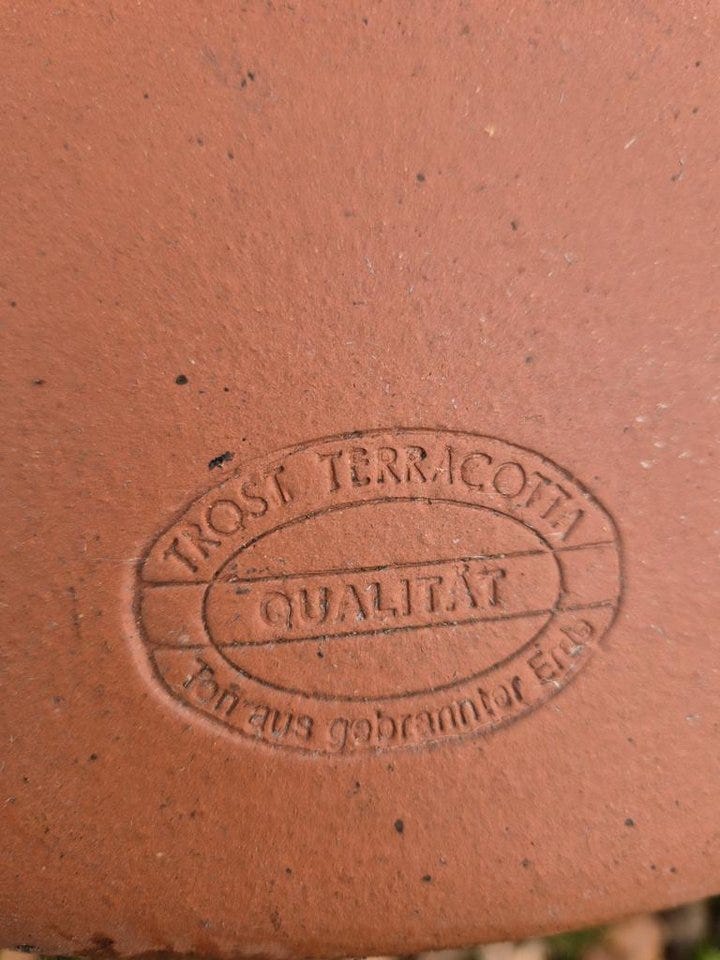 TROST TERRACOTTA
QUALITÄT
Ton aus gebrannter Erde